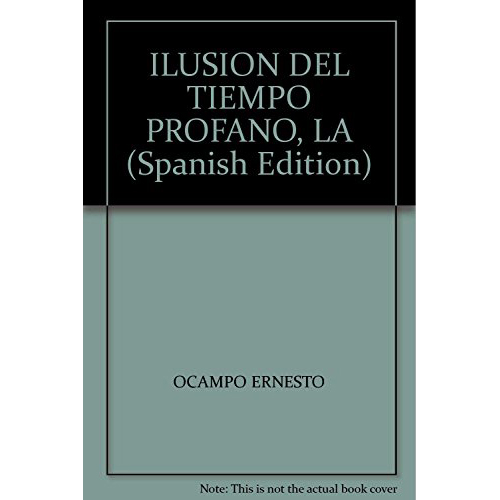 ILUSION DEL
TIEMPO
PROFANO, LA
(Spanish Edition)
OCAMPO ERNESTO
Note: This is not the actual book cover